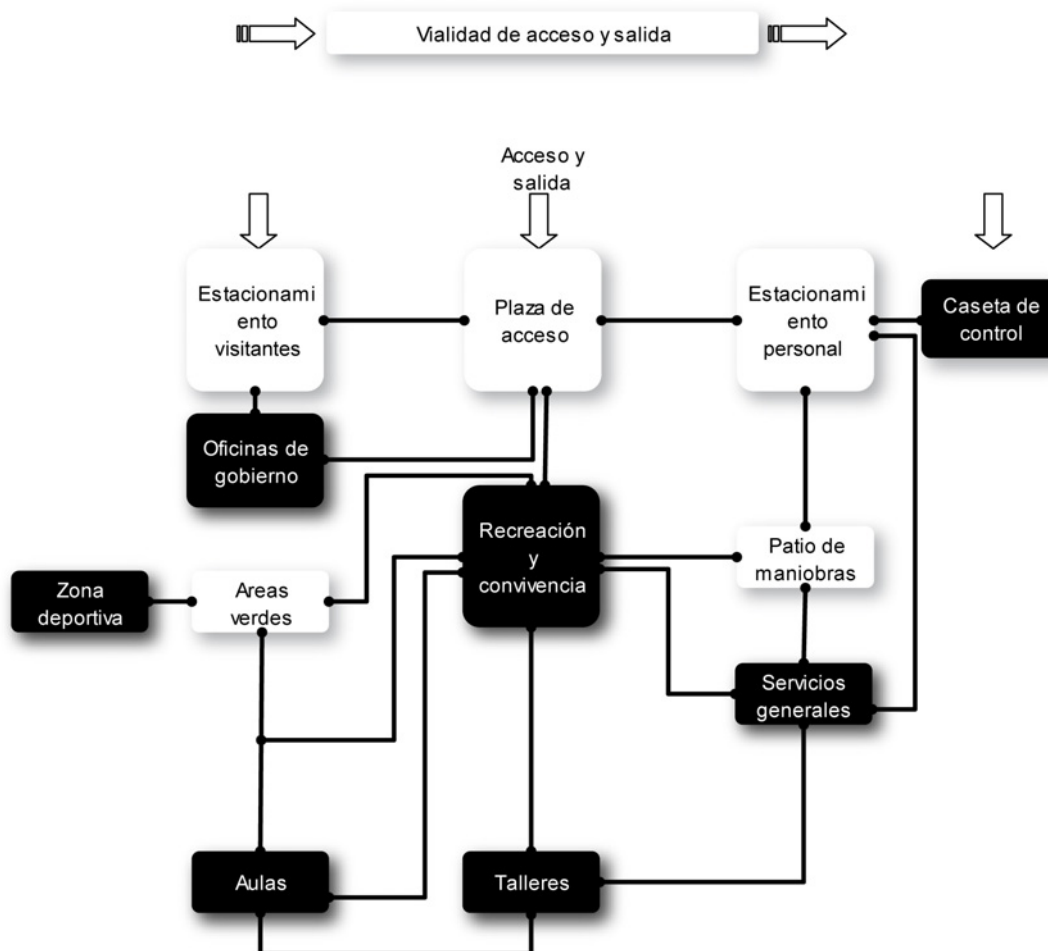 Vialidad de acceso y salida
Acceso y
salida
Estacionami
ento
visitantes
Plaza de
acceso
Estacionami
ento
personal
Caseta de
control
Oficinas de
gobierno
Recreación
y
convivencia
Patio de
maniobras
Zona
deportiva
Areas
verdes
Servicios
generales
Aulas
Talleres